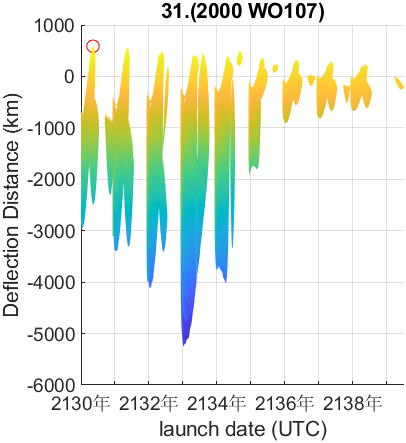 31.(2000 WO107)
1000
0
-1000
-2000
-3000
-4000
-5000
-6000
Deflection Distance (km)
2130年 2132年 2134年 2136年 2138年
launch date (UTC)